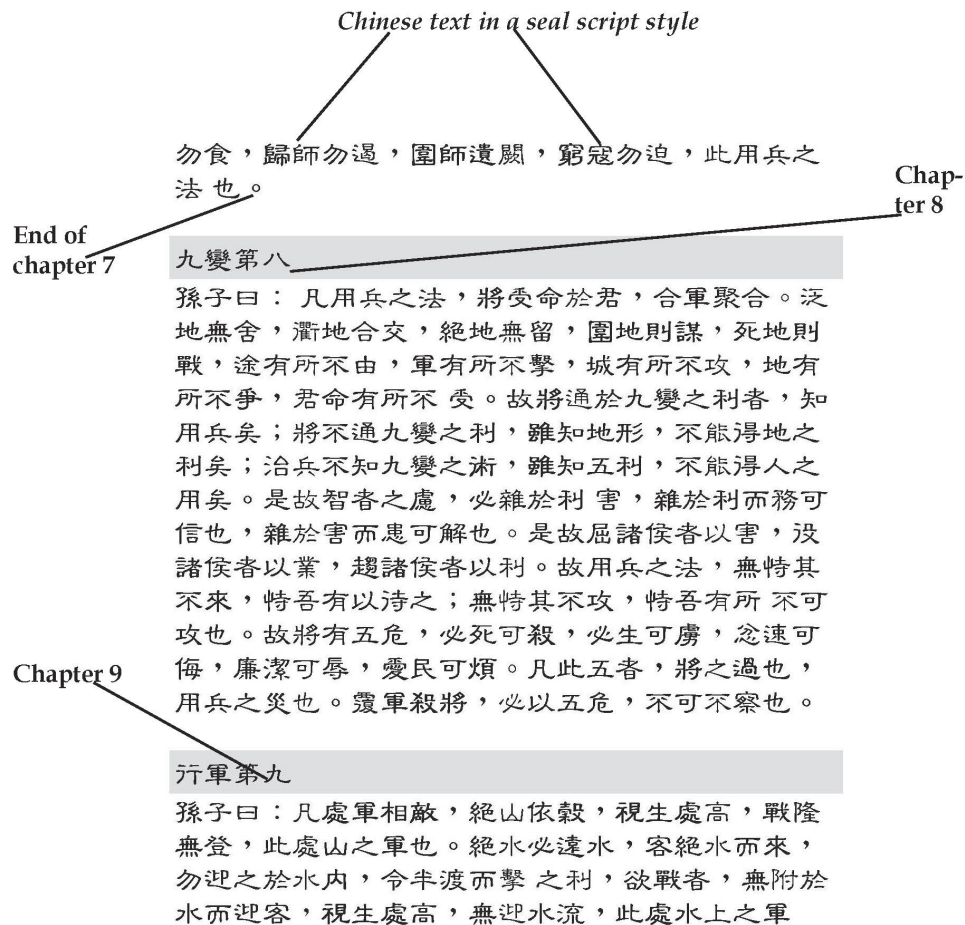 Chinese text in a seal script style
勿食，歸師勿遏，圍師遺闕，窮寇勿迫，此用兵之
法 也。
Chap-
ter 8
End of
chapter 7
九變第八
孫子曰： 凡用兵之法，將受命於君，合軍聚合。泛
地無舍，衢地合交，絕地無留，圍地則謀，死地則
戰，途有所不由，軍有所不擊，城有所不攻，地有
所不爭，君命有所不 受。故將通於九變之利者，知
用兵矣；將不通九變之利，雖知地形，不能得地之
利矣；治兵不知九變之術，雖知五利，不能得人之
用矣。是故智者之慮，必雜於利 害，雜於利而務可
信也，雜於害而患可解也。是故屈諸侯者以害，役
諸侯者以業，趨諸侯者以利。故用兵之法，無恃其
不來，恃吾有以待之；無恃其不攻，恃吾有所 不可
攻也。故將有五危，必死可殺，必生可虜，忿速可
侮，廉潔可辱，愛民可煩。凡此五者，將之過也，
用兵之災也。覆軍殺將，必以五危，不可不察也。
Chapter 9
行軍第九
孫子曰：凡處軍相敵，絕山依穀，視生處高，戰隆
無登，此處山之軍也。絕水必遠水，客絕水而來，
勿迎之於水內，令半渡而擊 之利，欲戰者，無附於
水而迎客，視生處高，無迎水流，此處水上之軍